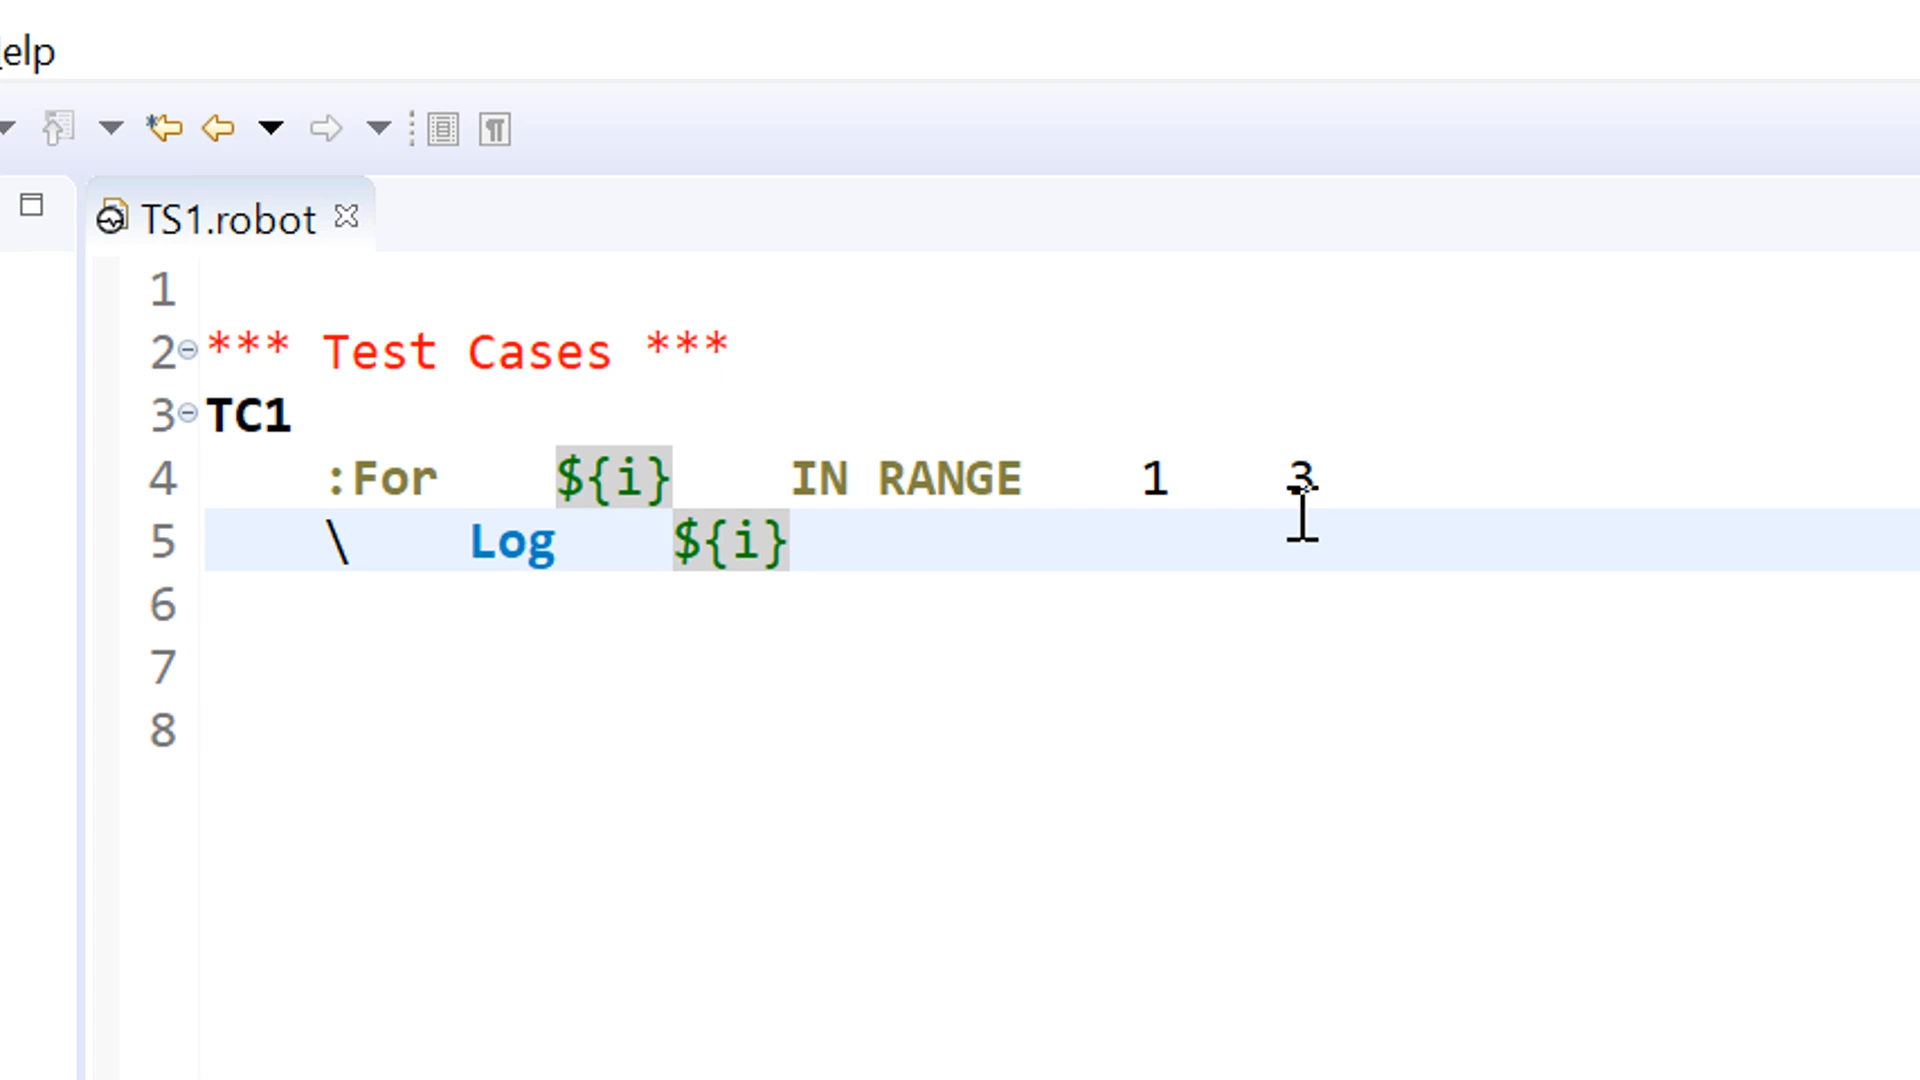 elp
TS1.robot
1
2 *** Test Cases ***
3 TC1
4 :For ${i} IN RANGE 1 3
5 \ Log ${i}
6
7
8